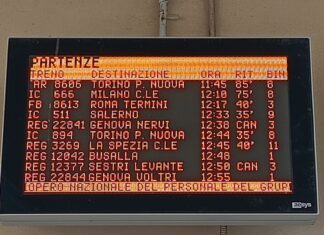 PARTENZE
TRENO DESTINAZIONE ORA RIT BIN
AR 8606 TORINO P. NUOVA 11:45 85' 8
IC 666 MILANO C.LE 12:10 75' 8
FB 8613 ROMA TERMINI 12:17 40' 3
IC 511 SALERNO 12:33 35' 9
REG 22841 GENOVA NERVI 12:38 CAN 3
IC 894 TORINO P. NUOVA 12:44 35' 8
REG 3269 LA SPEZIA C.LE 12:45 40' 11
REG 12042 BUSALLA 12:48 1
REG 12377 SESTRI LEVANTE 12:50 CAN 3
REG 22844 GENOVA VOLTRI 12:55 1
OPERO NAZIONALE DEL PERSONALE DEL GRUP